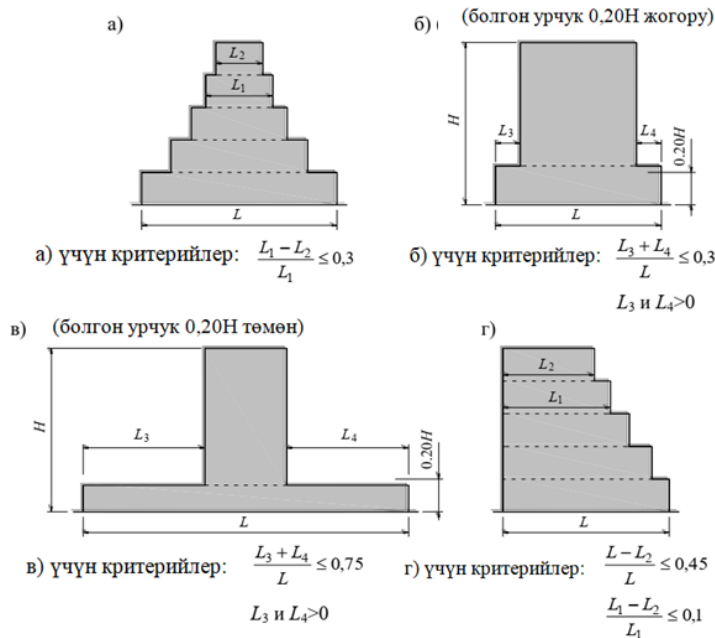 а)
L₂
L₁
L
а) үчүн критерийлер: (L₁ − L₂)/L₁ ≤ 0,3
б) (болгон урчук 0,20H жогору)
H
L₃
L₄
0.20H
L
б) үчүн критерийлер: (L₃ + L₄)/L ≤ 0,3
L₃ и L₄>0
в) (болгон урчук 0,20H төмөн)
H
L₃
L₄
0.20H
L
в) үчүн критерийлер: (L₃ + L₄)/L ≤ 0,75
L₃ и L₄>0
г)
L₂
L₁
L
г) үчүн критерийлер: (L − L₂)/L ≤ 0,45
(L₁ − L₂)/L₁ ≤ 0,1